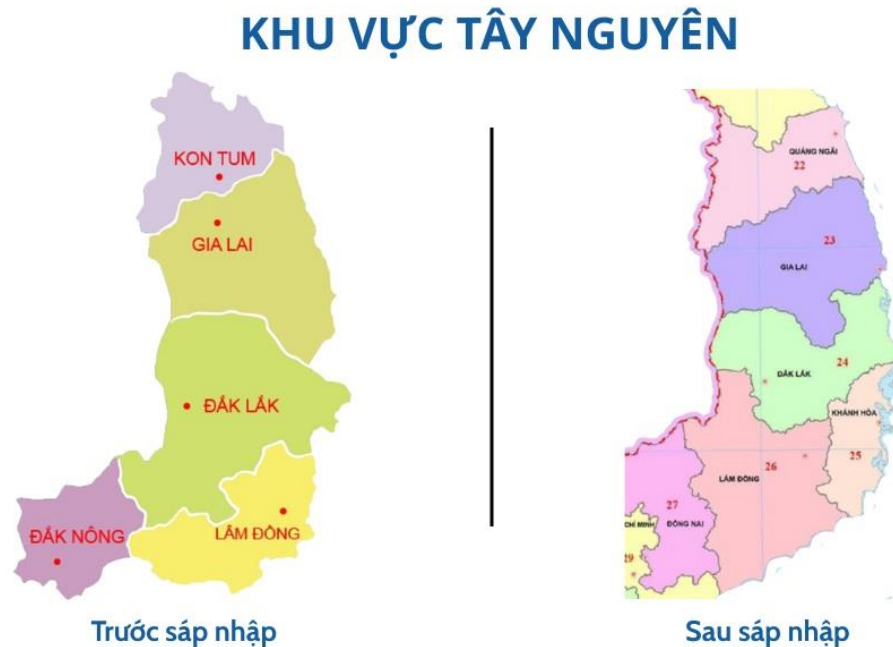 KHU VỰC TÂY NGUYÊN
KON TUM
GIA LAI
ĐẮK LẮK
ĐẮK NÔNG
LÂM ĐỒNG
Trước sáp nhập
QUẢNG NGÃI
22
23
GIA LAI
24
ĐẮK LẮK
KHÁNH HÒA
25
26
LÂM ĐỒNG
27
ĐỒNG NAI
CHÍ MINH
29
Sau sáp nhập